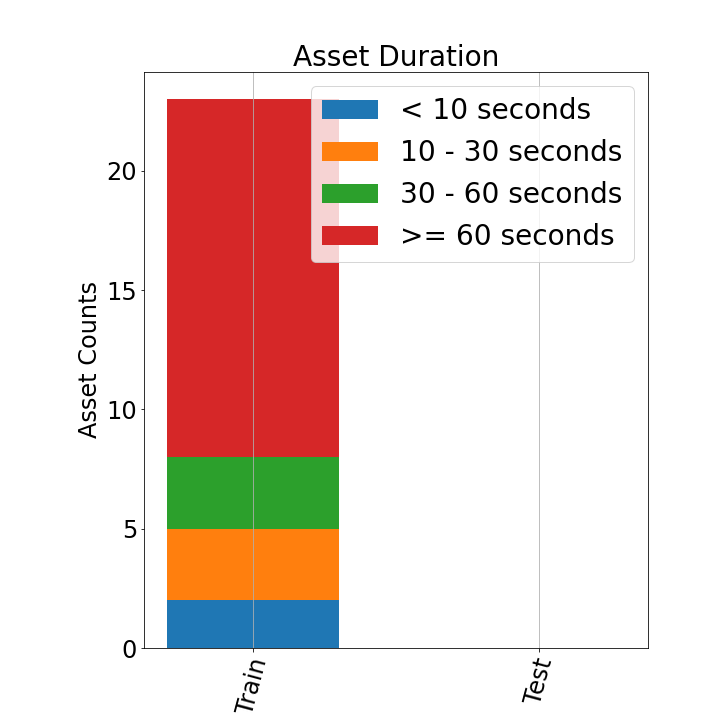 Asset Duration
< 10 seconds
10 - 30 seconds
30 - 60 seconds
>= 60 seconds
Asset Counts
20
15
10
5
0
Train
Test